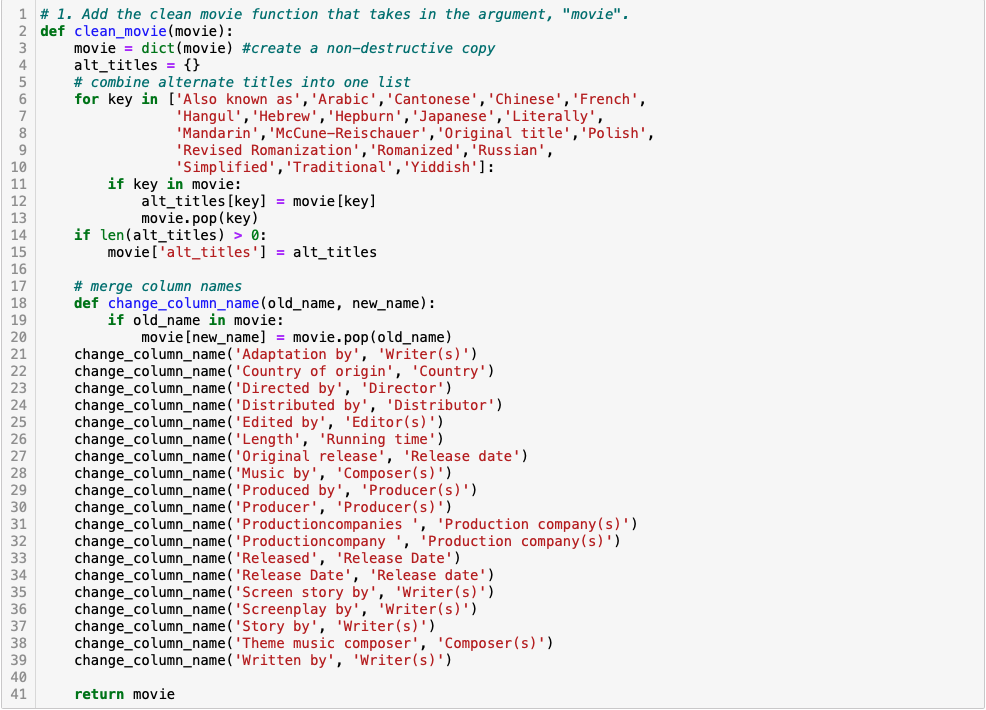 1 # 1. Add the clean movie function that takes in the argument, "movie".
2 def clean_movie(movie):
3     movie = dict(movie) #create a non-destructive copy
4     alt_titles = {}
5     # combine alternate titles into one list
6     for key in ['Also known as','Arabic','Cantonese','Chinese','French',
7                 'Hangul','Hebrew','Hepburn','Japanese','Literally',
8                 'Mandarin','McCune-Reischauer','Original title','Polish',
9                 'Revised Romanization','Romanized','Russian',
10                 'Simplified','Traditional','Yiddish']:
11         if key in movie:
12             alt_titles[key] = movie[key]
13             movie.pop(key)
14     if len(alt_titles) > 0:
15         movie['alt_titles'] = alt_titles
16
17     # merge column names
18     def change_column_name(old_name, new_name):
19         if old_name in movie:
20             movie[new_name] = movie.pop(old_name)
21     change_column_name('Adaptation by', 'Writer(s)')
22     change_column_name('Country of origin', 'Country')
23     change_column_name('Directed by', 'Director')
24     change_column_name('Distributed by', 'Distributor')
25     change_column_name('Edited by', 'Editor(s)')
26     change_column_name('Length', 'Running time')
27     change_column_name('Original release', 'Release date')
28     change_column_name('Music by', 'Composer(s)')
29     change_column_name('Produced by', 'Producer(s)')
30     change_column_name('Producer', 'Producer(s)')
31     change_column_name('Productioncompanies ', 'Production company(s)')
32     change_column_name('Productioncompany ', 'Production company(s)')
33     change_column_name('Released', 'Release Date')
34     change_column_name('Release Date', 'Release date')
35     change_column_name('Screen story by', 'Writer(s)')
36     change_column_name('Screenplay by', 'Writer(s)')
37     change_column_name('Story by', 'Writer(s)')
38     change_column_name('Theme music composer', 'Composer(s)')
39     change_column_name('Written by', 'Writer(s)')
40
41     return movie